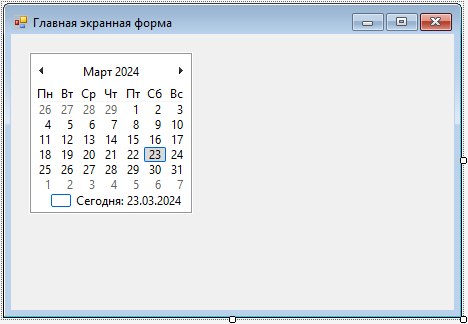 Главная экранная форма
Март 2024
Пн Вт Ср Чт Пт Сб Вс
26 27 28 29 1 2 3
4 5 6 7 8 9 10
11 12 13 14 15 16 17
18 19 20 21 22 23 24
25 26 27 28 29 30 31
1 2 3 4 5 6 7
Сегодня: 23.03.2024